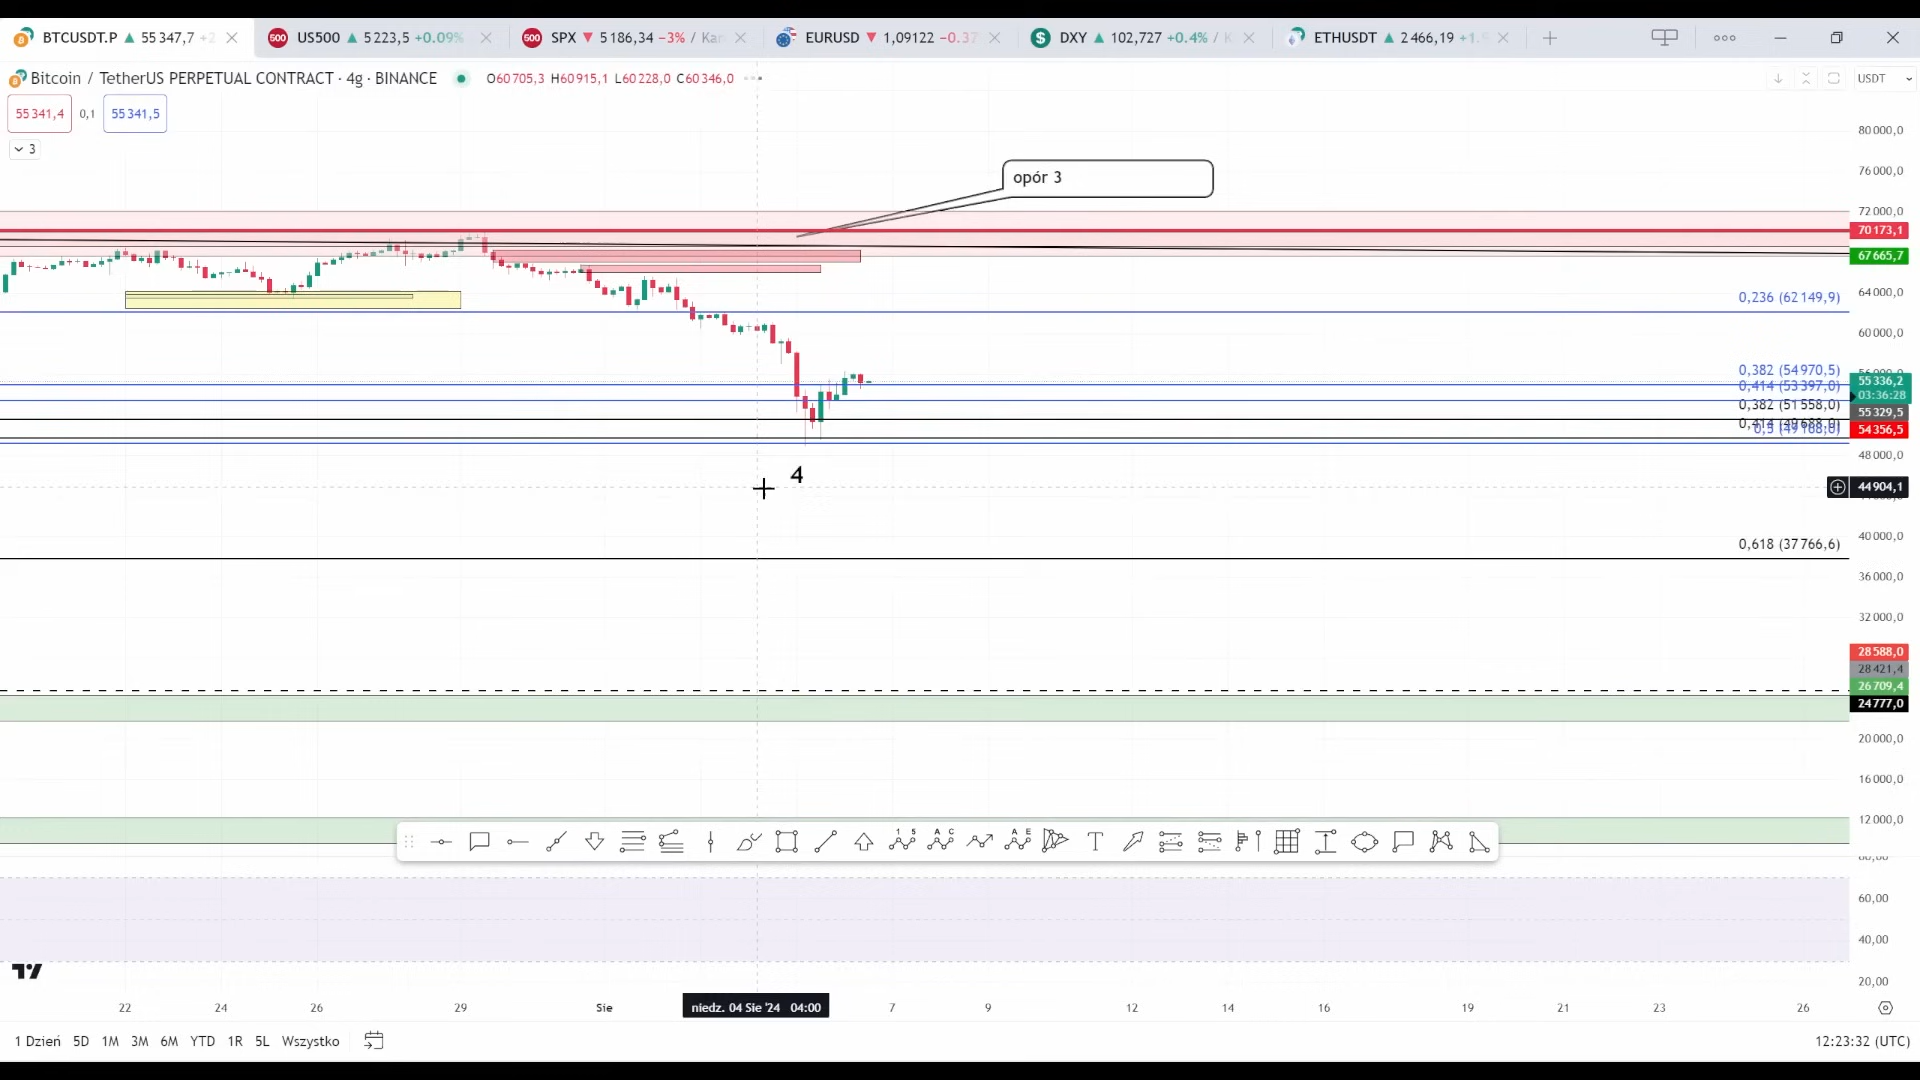 BTCUSDT.P ▲ 55 347,7 +2
US500 ▲ 5 223,5 +0.09%
SPX ▼ 5 186,34 −3% / Kan
EURUSD ▼ 1,09122 −0.37
DXY ▲ 102,727 +0.4% / K
ETHUSDT ▲ 2 466,19 +1.
Bitcoin / TetherUS PERPETUAL CONTRACT · 4g · BINANCE
O60 705,3 H60 915,1 L60 228,0 C60 346,0
USDT
55 341,4 0,1 55 341,5
3
80 000,0
opór 3
76 000,0
72 000,0
70 173,1
67 665,7
64 000,0
0,236 (62 149,9)
60 000,0
0,382 (54 970,5)
55 336,2
0,414 (53 397,0)
03:36:28
0,382 (51 558,0)
55 329,5
54 356,5
48 000,0
4
44 904,1
40 000,0
0,618 (37 766,6)
36 000,0
32 000,0
28 588,0
28 421,4
26 709,4
24 777,0
20 000,0
16 000,0
12 000,0
1 5
A C
A E
T
60,00
40,00
20,00
22 24 26 29 Sie niedz. 04 Sie '24 04:00 7 9 12 14 16 19 21 23 26
1 Dzień 5D 1M 3M 6M YTD 1R 5L Wszystko
12:23:32 (UTC)